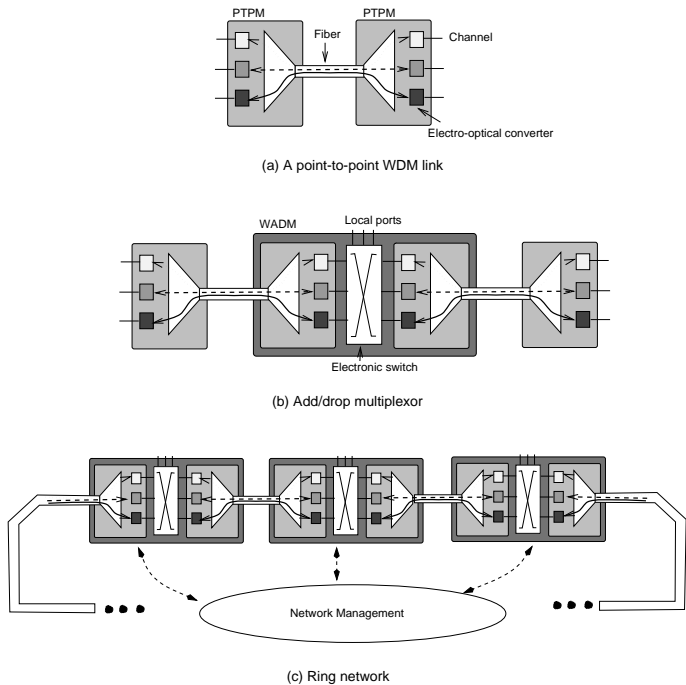 PTPM
PTPM
Fiber
Channel
Electro-optical converter
(a) A point-to-point WDM link
WADM
Local ports
Electronic switch
(b) Add/drop multiplexor
Network Management
(c) Ring network